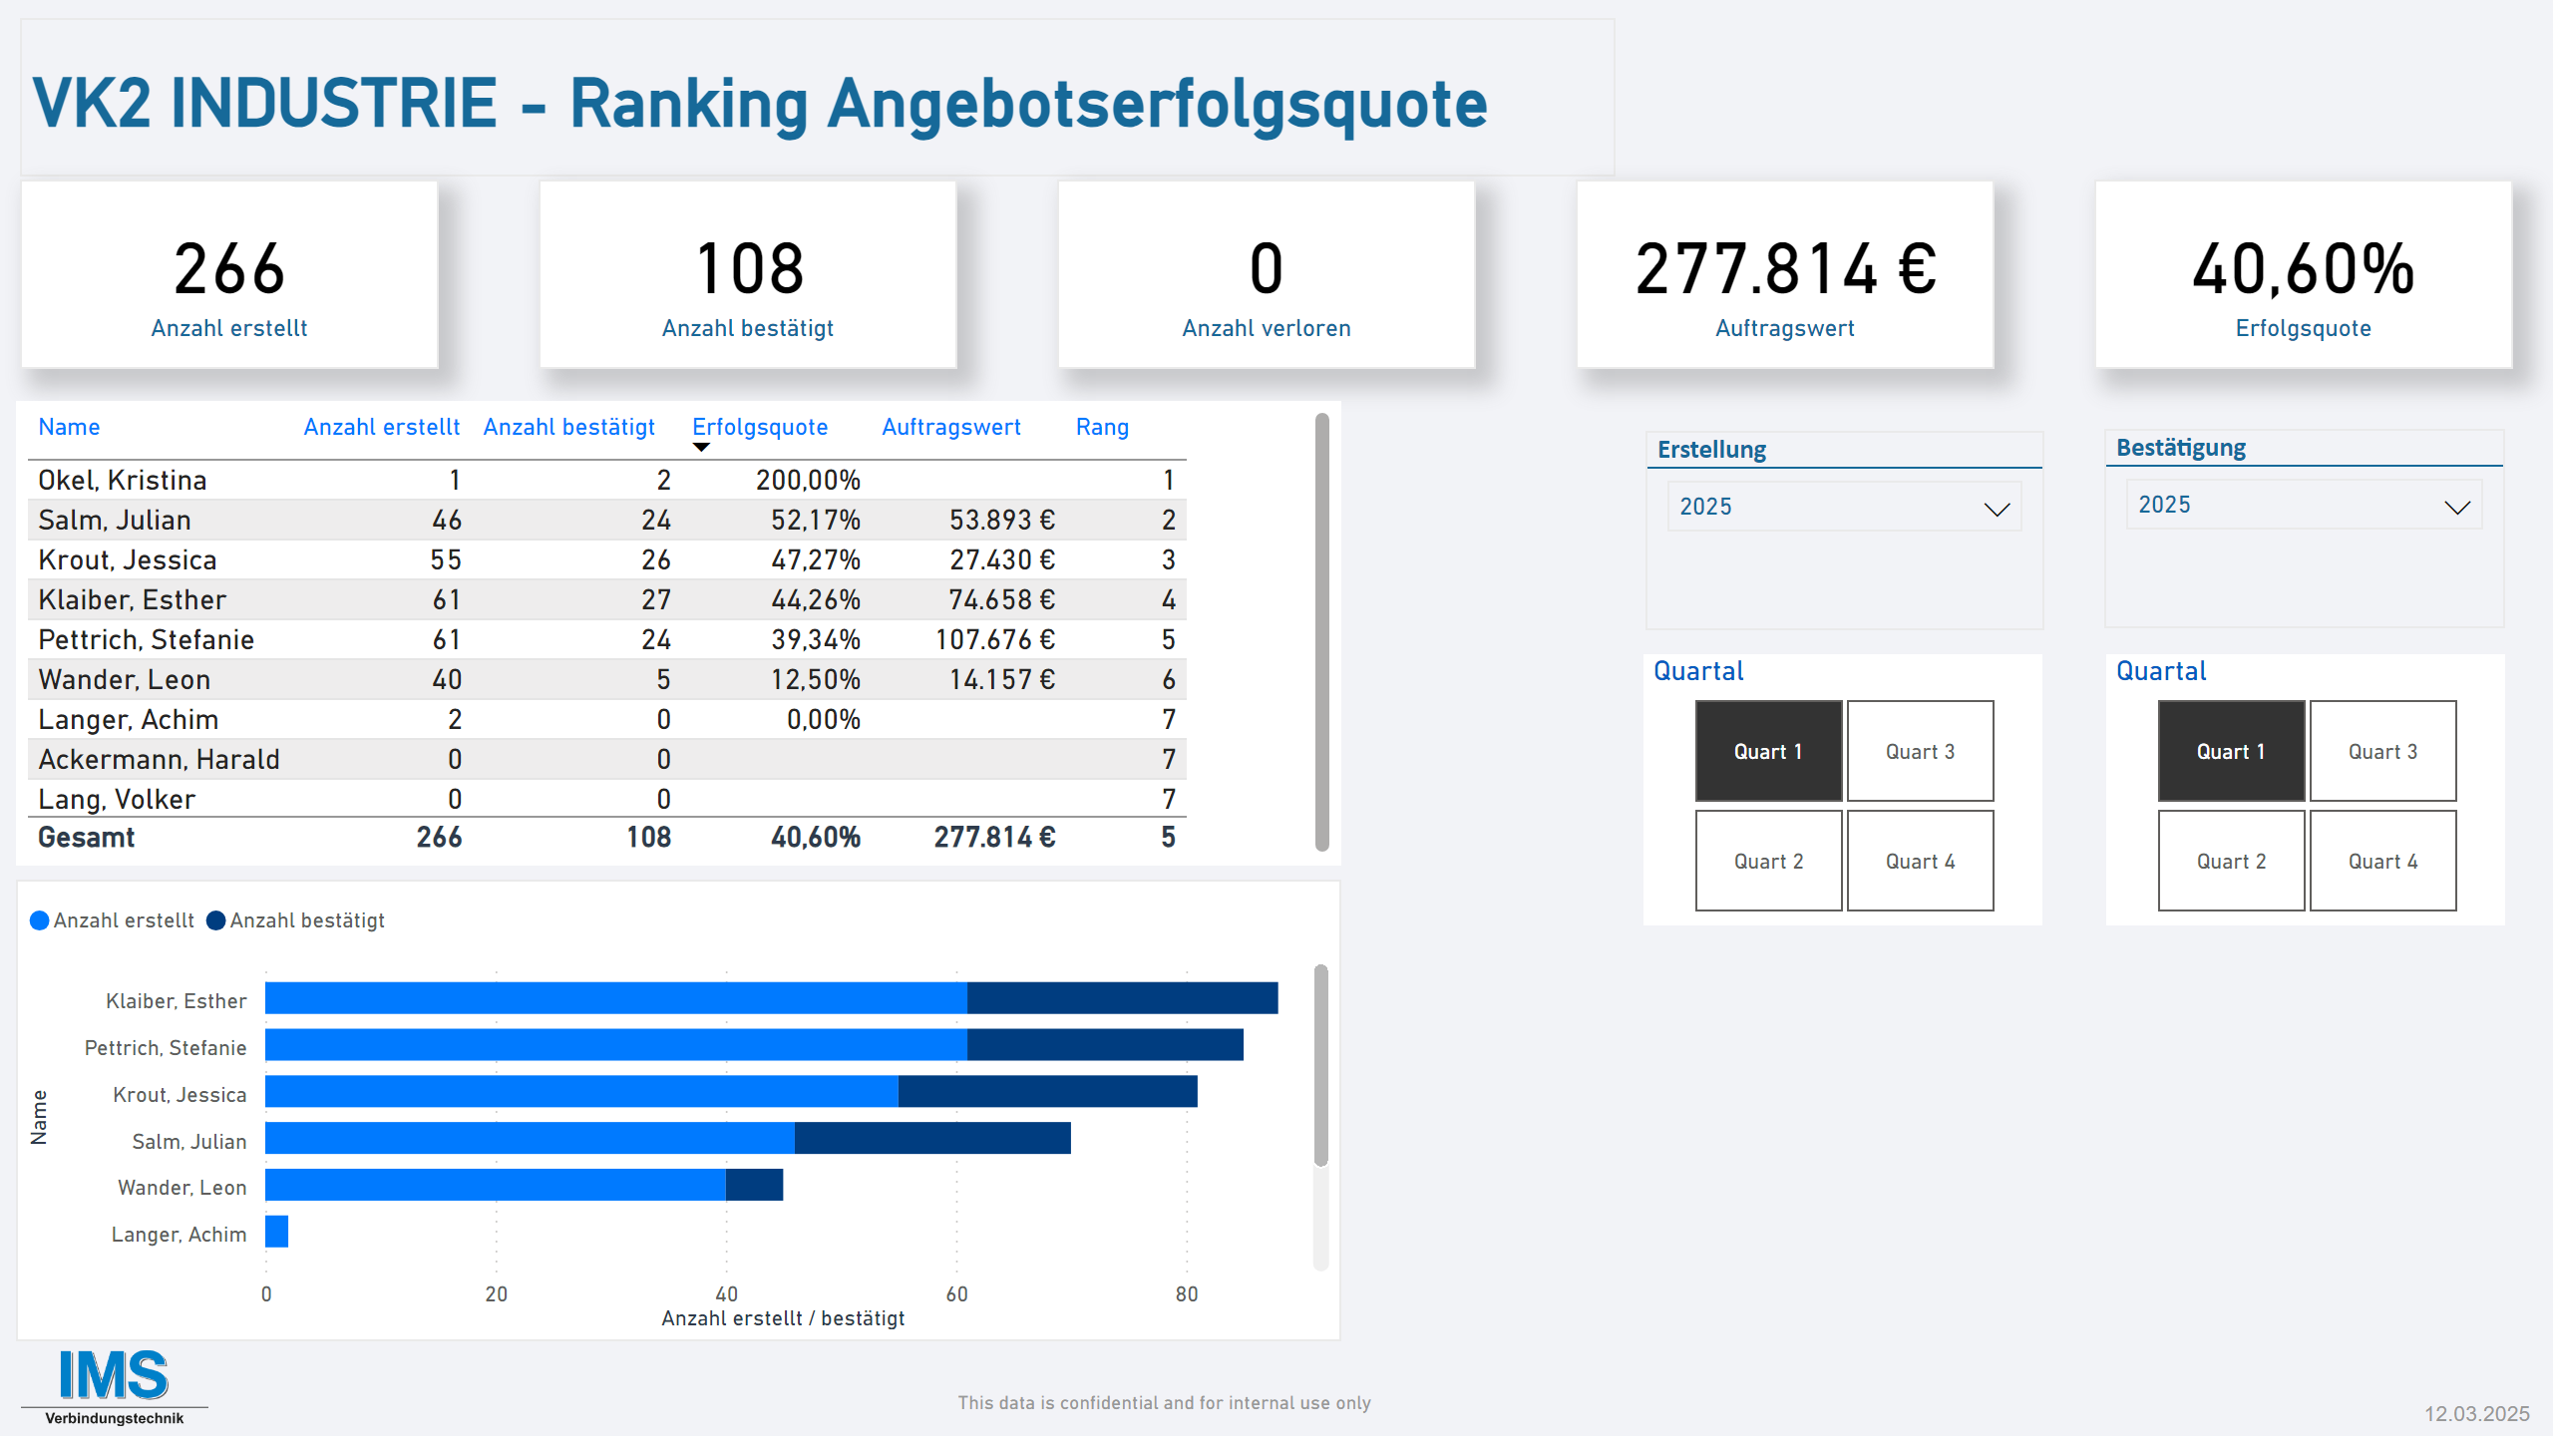 VK2 INDUSTRIE - Ranking Angebotserfolgsquote
266
Anzahl erstellt
108
Anzahl bestätigt
0
Anzahl verloren
277.814 €
Auftragswert
40,60%
Erfolgsquote
Name Anzahl erstellt Anzahl bestätigt Erfolgsquote Auftragswert Rang
Okel, Kristina 1 2 200,00% 1
Salm, Julian 46 24 52,17% 53.893 € 2
Krout, Jessica 55 26 47,27% 27.430 € 3
Klaiber, Esther 61 27 44,26% 74.658 € 4
Pettrich, Stefanie 61 24 39,34% 107.676 € 5
Wander, Leon 40 5 12,50% 14.157 € 6
Langer, Achim 2 0 0,00% 7
Ackermann, Harald 0 0 7
Lang, Volker 0 0 7
Gesamt 266 108 40,60% 277.814 € 5
Erstellung
2025
Bestätigung
2025
Quartal
Quart 1 Quart 3
Quart 2 Quart 4
Quartal
Quart 1 Quart 3
Quart 2 Quart 4
Anzahl erstellt Anzahl bestätigt
Name
Klaiber, Esther
Pettrich, Stefanie
Krout, Jessica
Salm, Julian
Wander, Leon
Langer, Achim
0 20 40 60 80
Anzahl erstellt / bestätigt
IMS
Verbindungstechnik
This data is confidential and for internal use only
12.03.2025